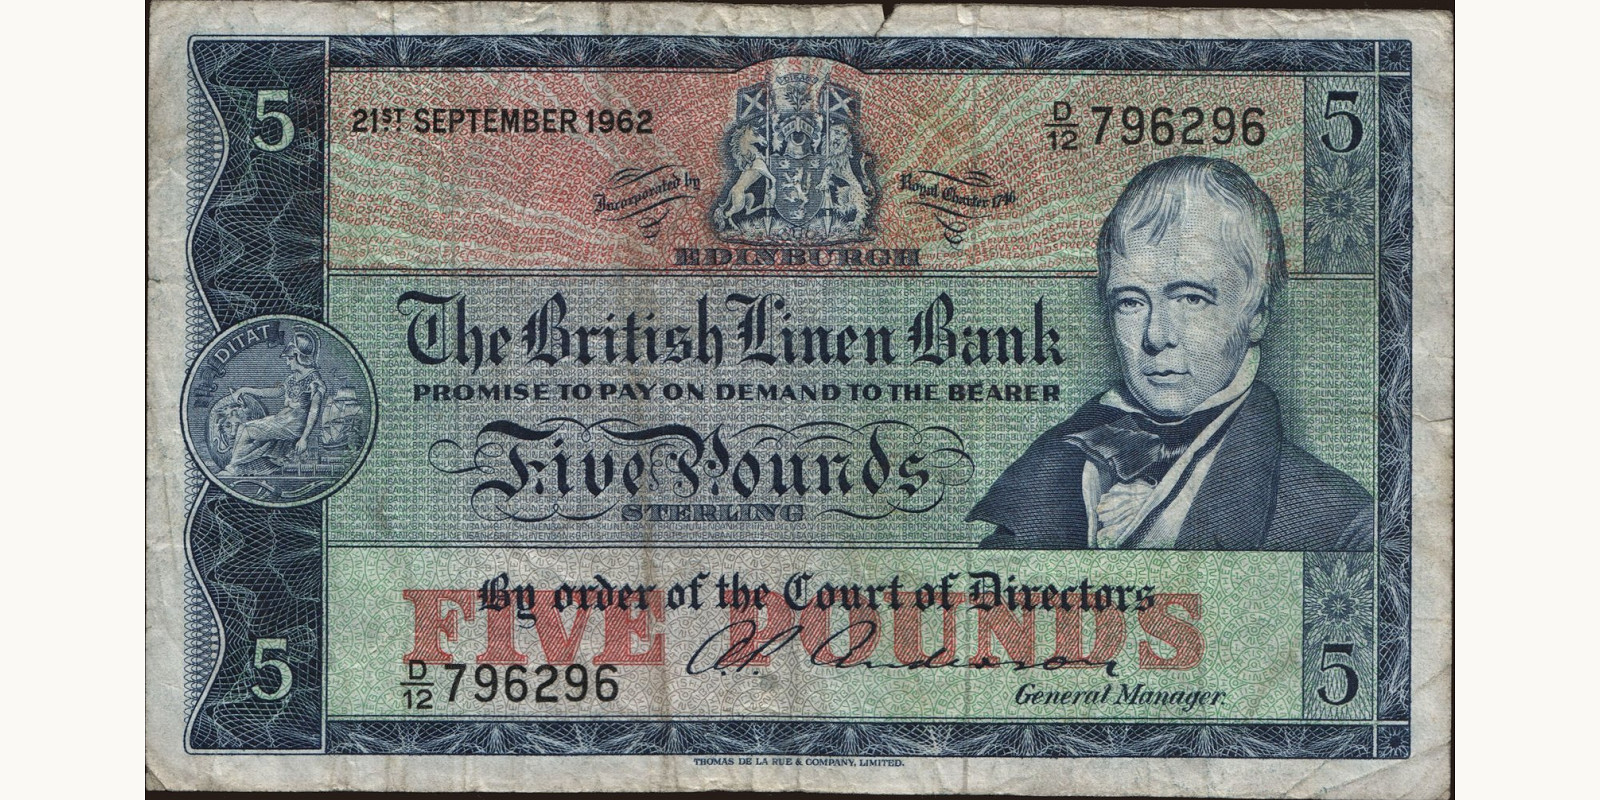 5
21ST SEPTEMBER 1962
D/12 796296
5
Incorporated by
Royal Charter 1746
EDINBURGH
The British Linen Bank
PROMISE TO PAY ON DEMAND TO THE BEARER
DITAT
Five Pounds
STERLING
By order of the Court of Directors
FIVE POUNDS
A.P. Anderson
5
D/12 796296
General Manager.
5
THOMAS DE LA RUE & COMPANY, LIMITED.